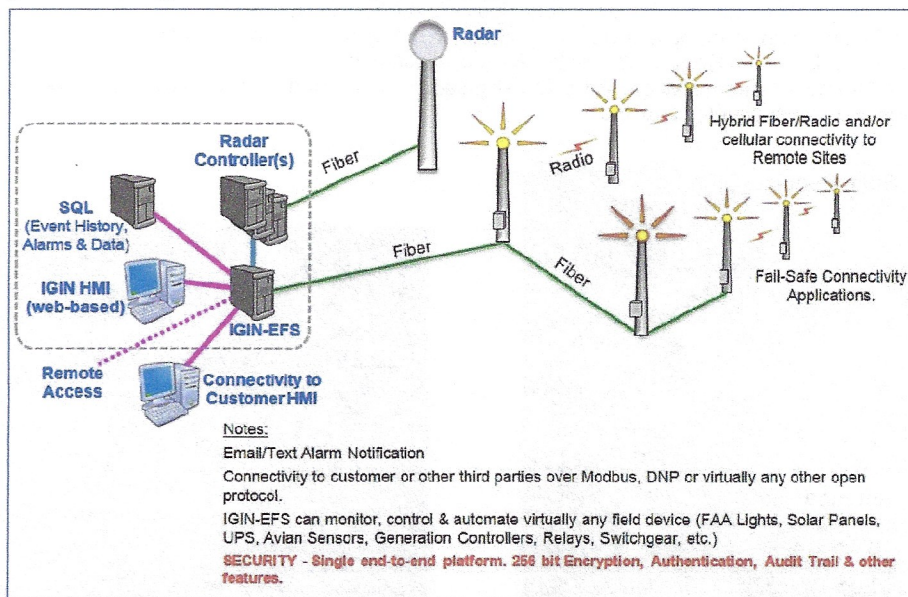 Radar
Hybrid Fiber/Radio and/or
cellular connectivity to
Remote Sites
Radar
Controller(s)
Fiber
Radio
SQL
(Event History,
Alarms & Data)
Fiber
Fiber
IGIN HMI
(web-based)
IGIN-EFS
Fail-Safe Connectivity
Applications.
Remote
Access
Connectivity to
Customer HMI
Notes:
Email/Text Alarm Notification
Connectivity to customer or other third parties over Modbus, DNP or virtually any other open
protocol.
IGIN-EFS can monitor, control & automate virtually any field device (FAA Lights, Solar Panels,
UPS, Avian Sensors, Generation Controllers, Relays, Switchgear, etc.)
SECURITY - Single end-to-end platform. 256 bit Encryption, Authentication, Audit Trail & other
features.